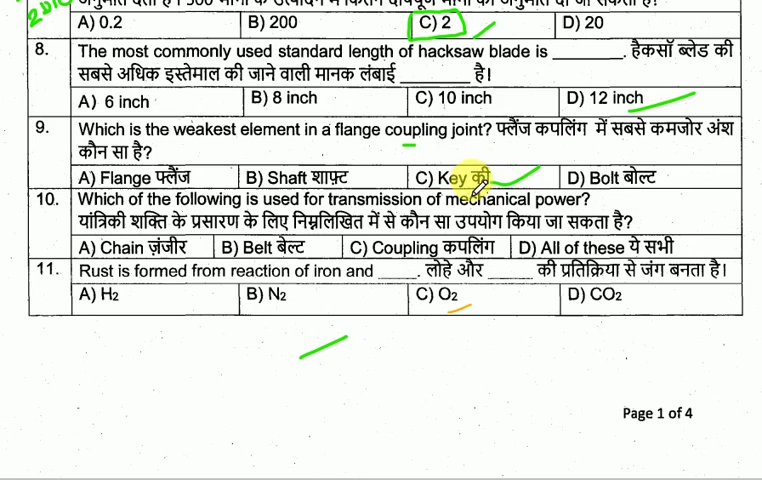 A) 0.2 B) 200 C) 2 D) 20
8. The most commonly used standard length of hacksaw blade is ________. हैकसॉ ब्लेड की
सबसे अधिक इस्तेमाल की जाने वाली मानक लंबाई ________ है!
A) 6 inch B) 8 inch C) 10 inch D) 12 inch
9. Which is the weakest element in a flange coupling joint? फ्लैंज कपलिंग में सबसे कमजोर अंश
कौन सा है?
A) Flange फ्लैंज B) Shaft शाफ़्ट C) Key की D) Bolt बोल्ट
10. Which of the following is used for transmission of mechanical power?
यांत्रिकी शक्ति के प्रसारण के लिए निम्नलिखित में से कौन सा उपयोग किया जा सकता है?
A) Chain ज़ंजीर B) Belt बेल्ट C) Coupling कपलिंग D) All of these ये सभी
11. Rust is formed from reaction of iron and ____. लोहे और _____ की प्रतिक्रिया से जंग बनता है।
A) H2 B) N2 C) O2 D) CO2
Page 1 of 4